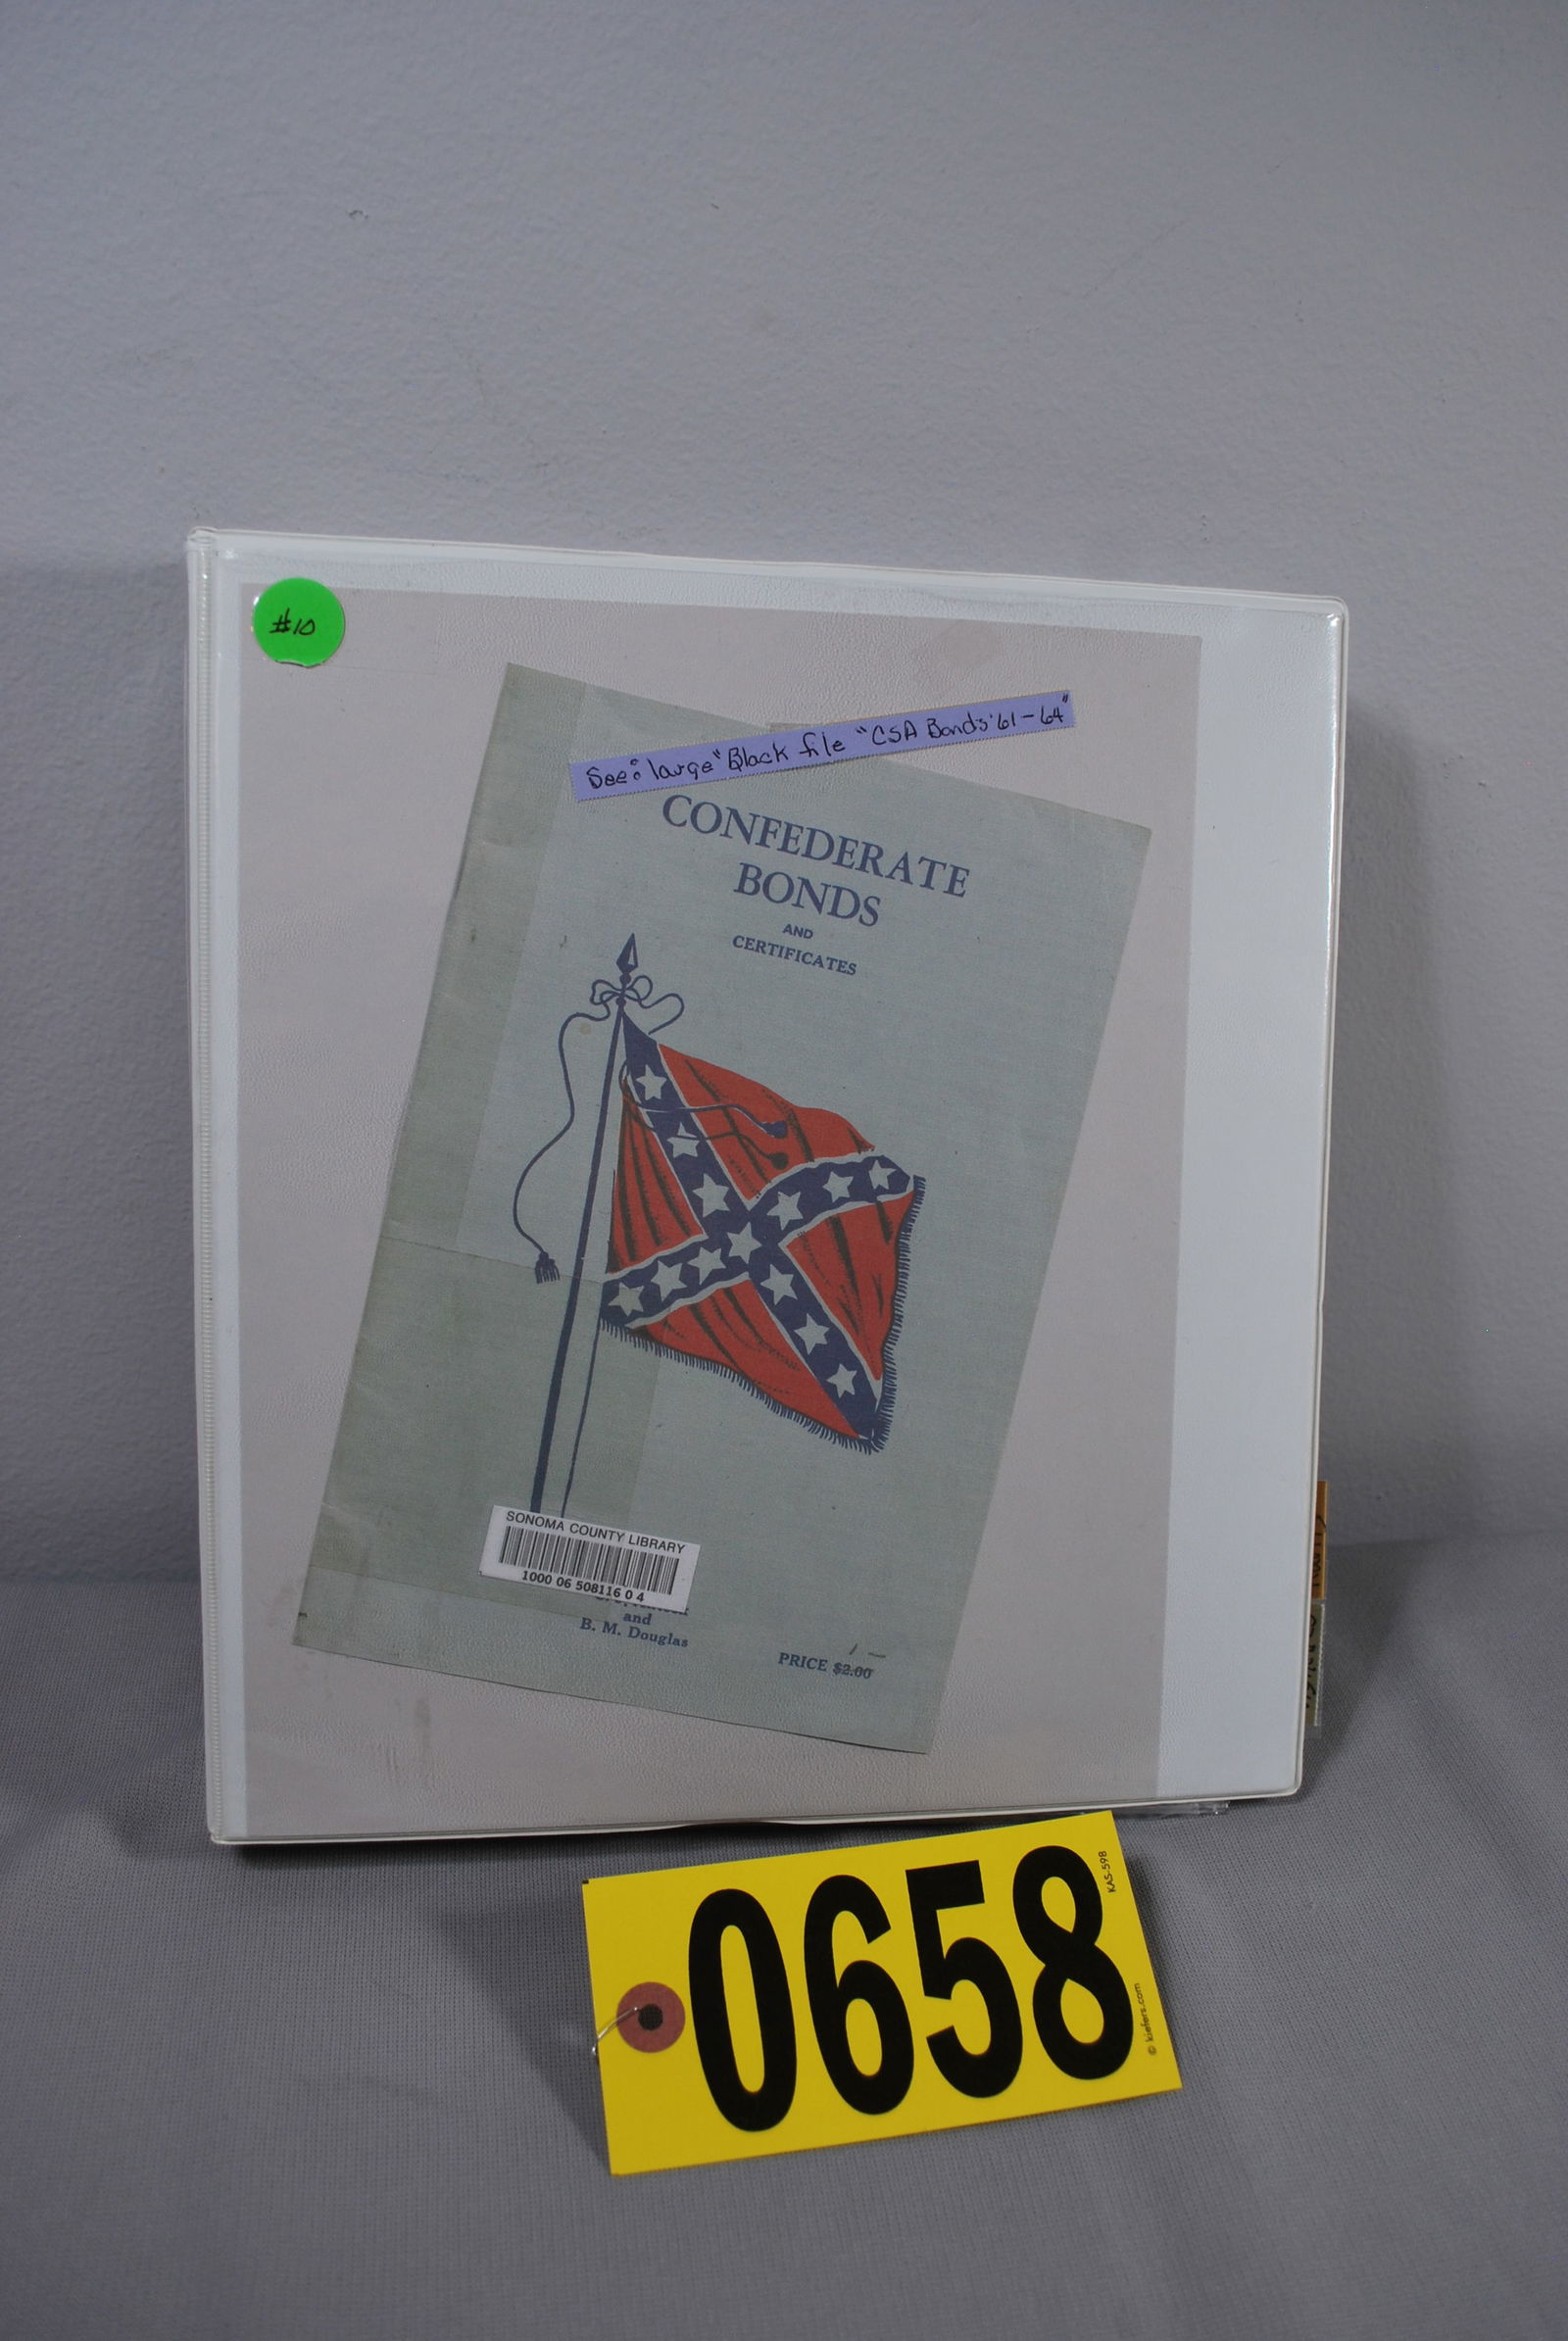 #10
See: large "Black file "CSA Bonds '61-64"
CONFEDERATE
BONDS
AND
CERTIFICATES
SONOMA COUNTY LIBRARY
1000 06 508116 0 4
and
B. M. Douglas
1-
PRICE $2.00
0658
KAS-598
© kiefers.com